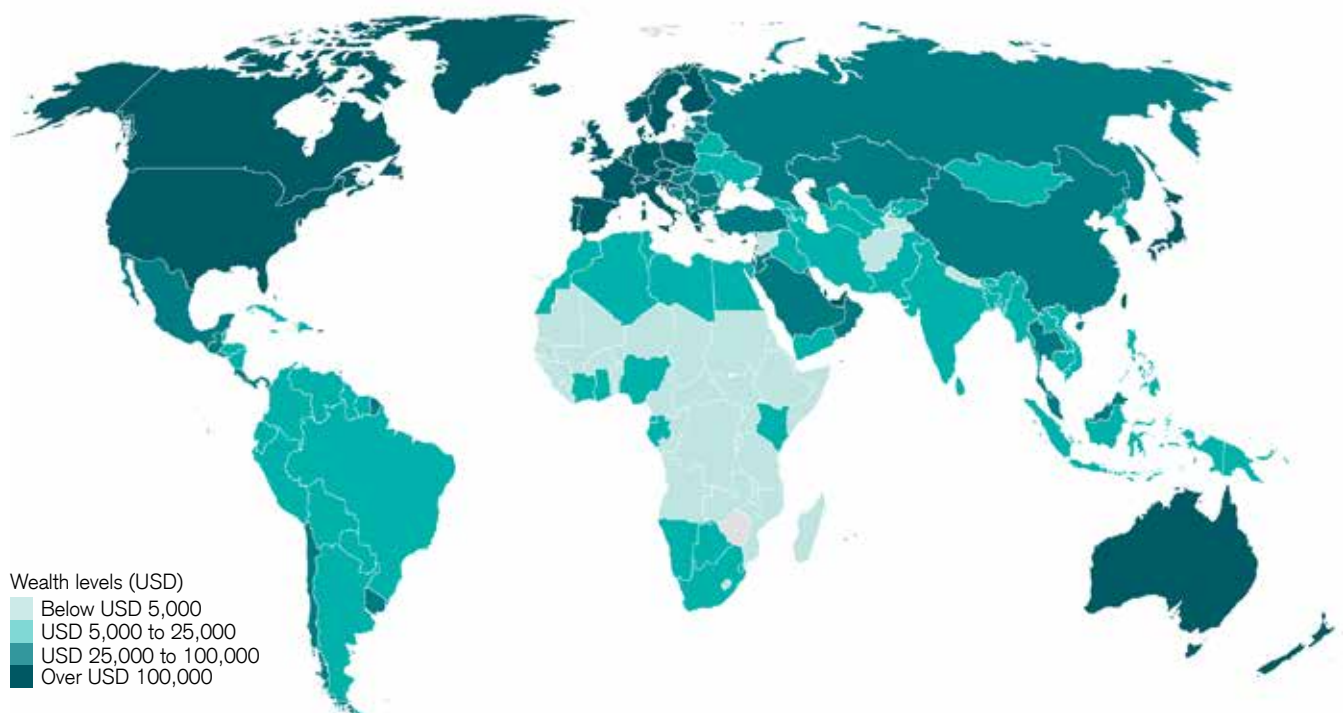 Wealth levels (USD)
Below USD 5,000
USD 5,000 to 25,000
USD 25,000 to 100,000
Over USD 100,000